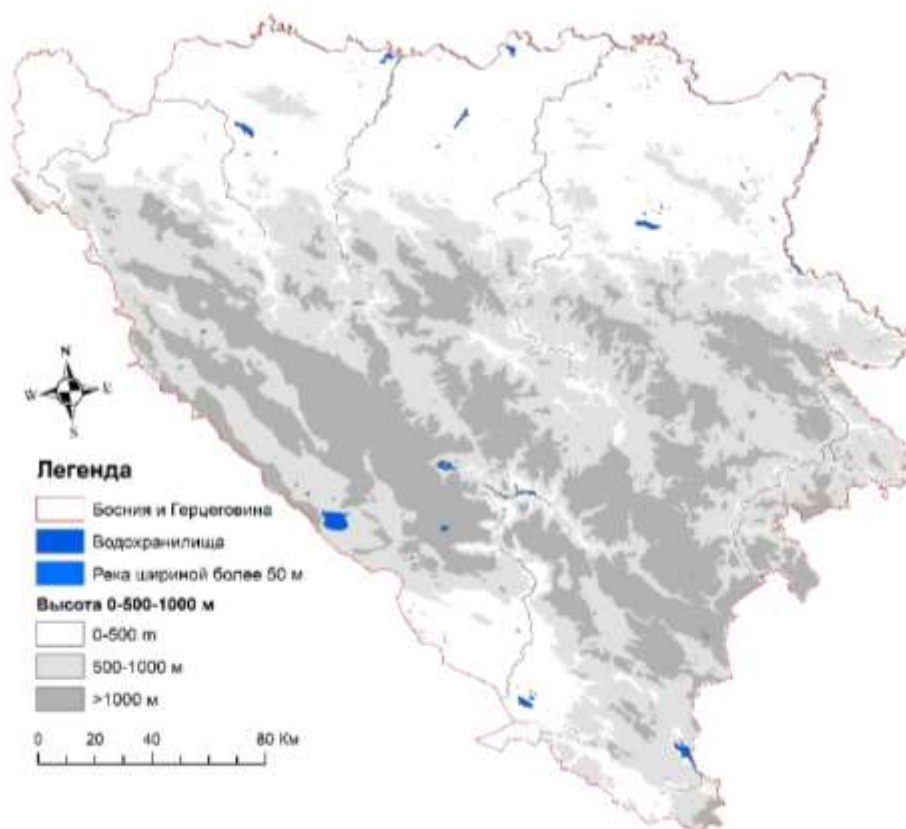 N
W U
S
Легенда
Босния и Герцеговина
Водохранилища
Река шириной более 50 м
Высота 0-500-1000 м
0-500 m
500-1000 м
>1000 м
0 20 40 80 Км